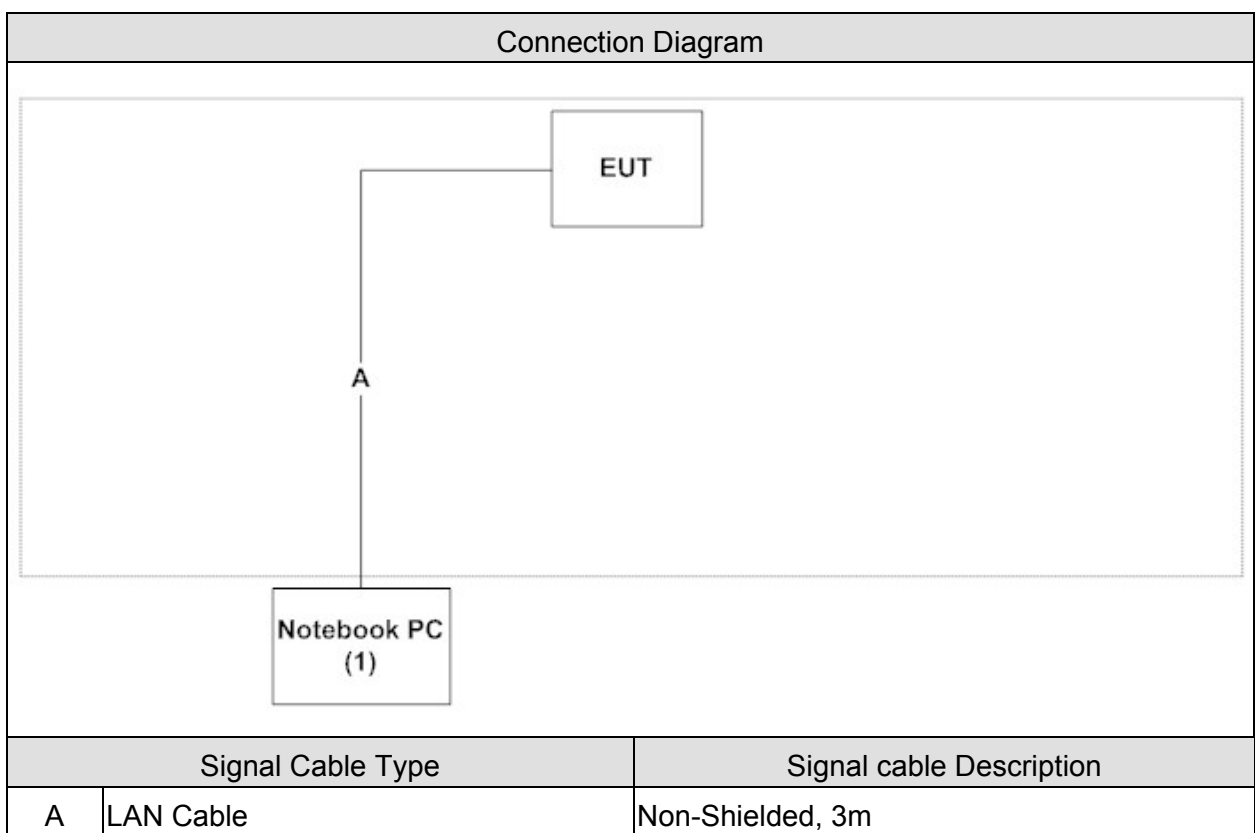 Connection Diagram
EUT
A
Notebook PC
(1)
Signal Cable Type Signal cable Description
A LAN Cable Non-Shielded, 3m